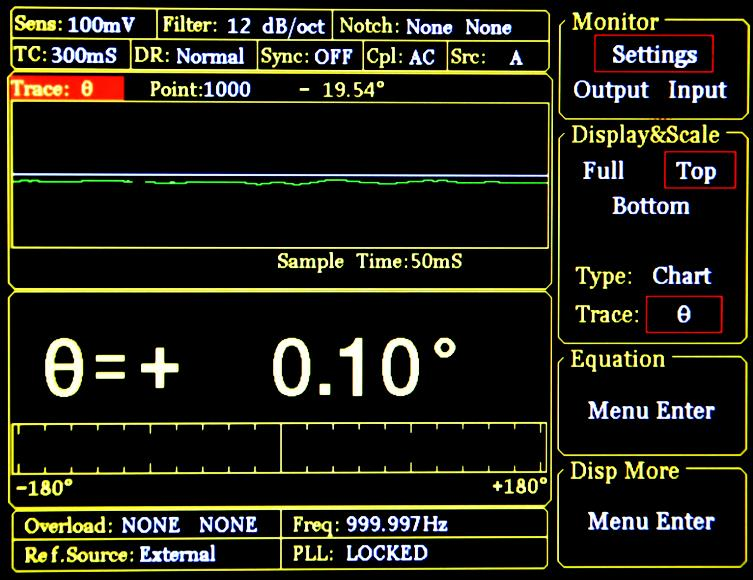 Sens: 100mV Filter: 12 dB/oct Notch: None None
TC: 300mS DR: Normal Sync: OFF Cpl: AC Src: A
Trace: θ Point:1000 - 19.54°
Sample Time:50mS
θ=+ 0.10°
-180° +180°
Overload: NONE NONE Freq: 999.997Hz
Ref.Source: External PLL: LOCKED
Monitor
Settings
Output Input
Display&Scale
Full Top
Bottom
Type: Chart
Trace: θ
Equation
Menu Enter
Disp More
Menu Enter